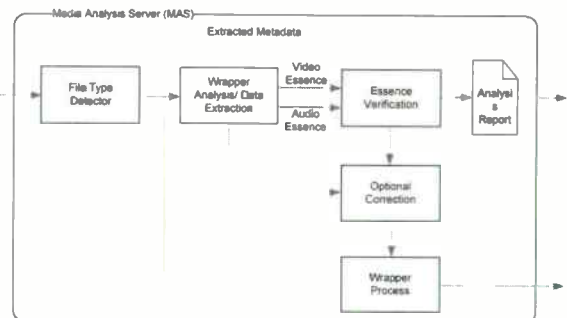 Media Analysis Server (MAS)
Extracted Metadata
File Type
Detector
Wrapper
Analysis/ Data
Extraction
Video
Essence
Audio
Essence
Essence
Verification
Analysi
s
Report
Optional
Correction
Wrapper
Process